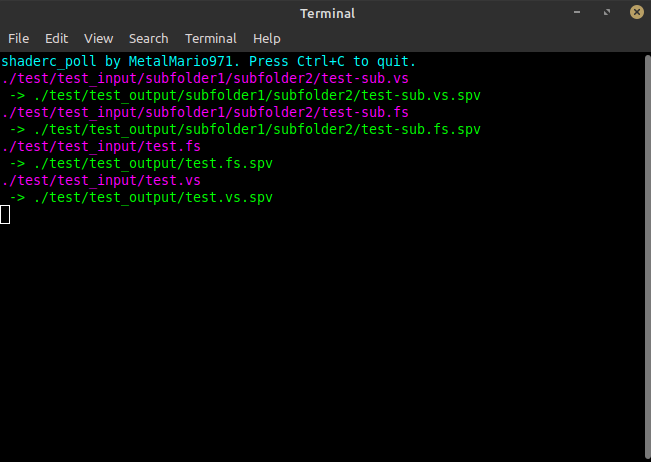 Terminal
File Edit View Search Terminal Help
shaderc_poll by MetalMario971. Press Ctrl+C to quit.
./test/test_input/subfolder1/subfolder2/test-sub.vs
-> ./test/test_output/subfolder1/subfolder2/test-sub.vs.spv
./test/test_input/subfolder1/subfolder2/test-sub.fs
-> ./test/test_output/subfolder1/subfolder2/test-sub.fs.spv
./test/test_input/test.fs
-> ./test/test_output/test.fs.spv
./test/test_input/test.vs
-> ./test/test_output/test.vs.spv